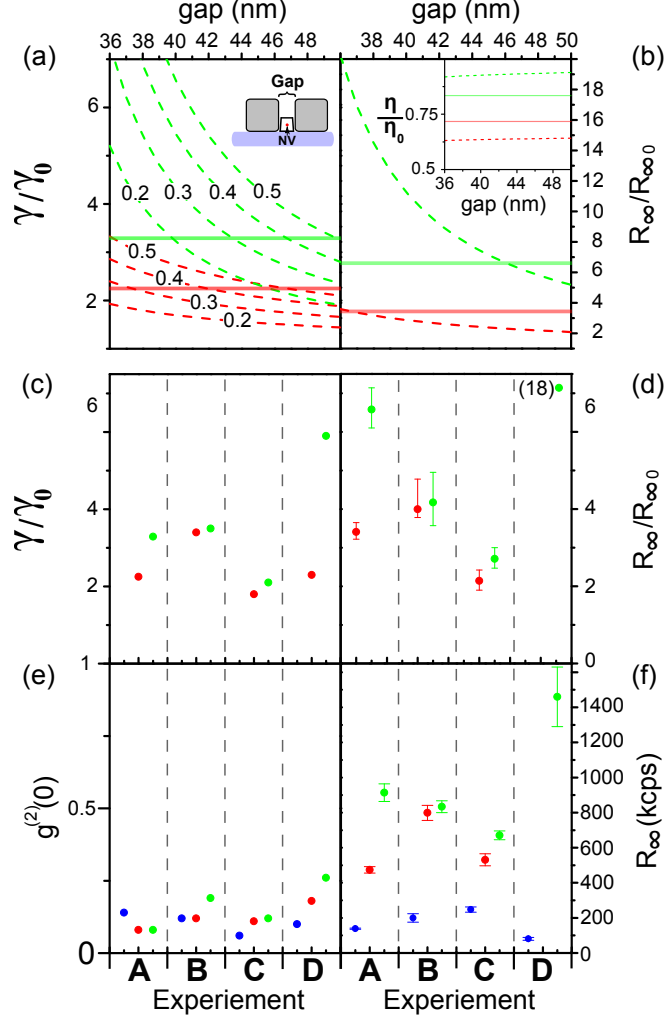 gap (nm) gap (nm)
36 38 40 42 44 46 48 40 42 44 46 48 50
(a) (b)
6
4
2
γ/γ₀
Gap
NV
0.2 0.3 0.4 0.5
0.5
0.4
0.3
0.2
η/η₀
0.75
0.5
36 40 44 48
gap (nm)
20
18
16
14
12
10
8
6
4
2
R∞/R∞₀
(c) (d)
6
4
2
γ/γ₀
(18)
6
4
2
0
R∞/R∞₀
(e) (f)
1
0.5
0
g⁽²⁾(0)
1400
1200
1000
800
600
400
200
0
R∞(kcps)
A B C D A B C D
Experiement Experiement